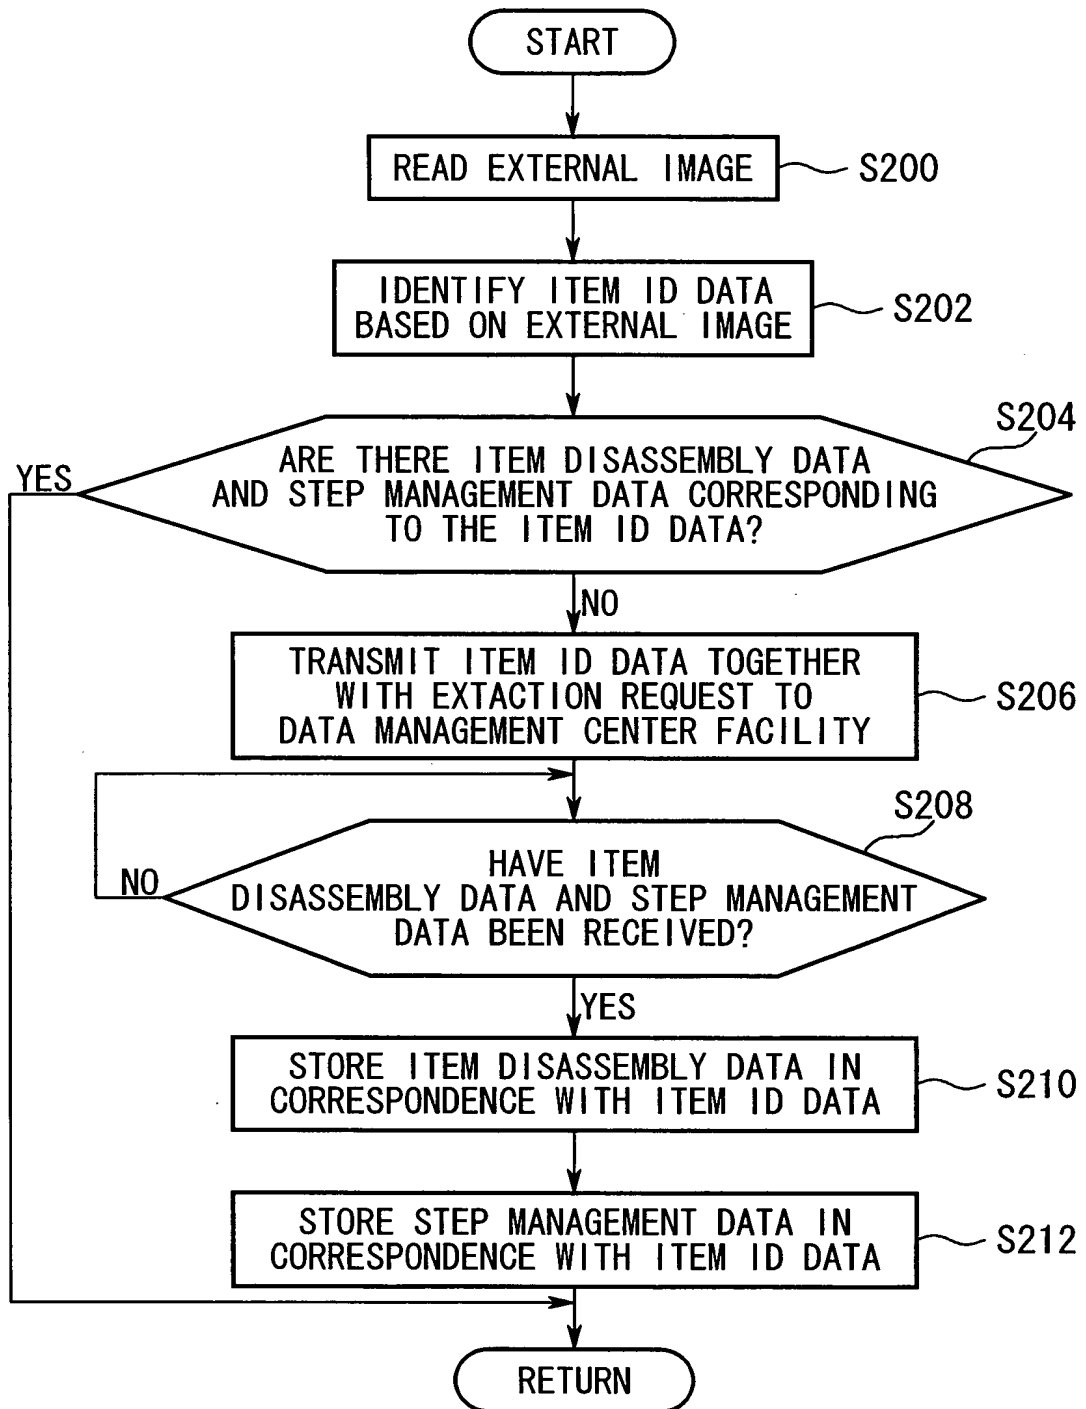 START
READ EXTERNAL IMAGE
S200
IDENTIFY ITEM ID DATA
BASED ON EXTERNAL IMAGE
S202
S204
ARE THERE ITEM DISASSEMBLY DATA
AND STEP MANAGEMENT DATA CORRESPONDING
TO THE ITEM ID DATA?
YES
NO
TRANSMIT ITEM ID DATA TOGETHER
WITH EXTACTION REQUEST TO
DATA MANAGEMENT CENTER FACILITY
S206
S208
HAVE ITEM
DISASSEMBLY DATA AND STEP MANAGEMENT
DATA BEEN RECEIVED?
NO
YES
STORE ITEM DISASSEMBLY DATA IN
CORRESPONDENCE WITH ITEM ID DATA
S210
STORE STEP MANAGEMENT DATA IN
CORRESPONDENCE WITH ITEM ID DATA
S212
RETURN